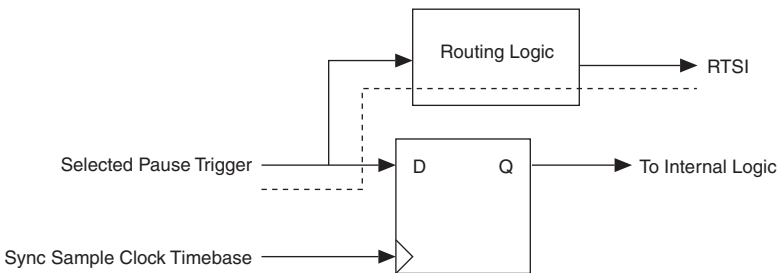 Routing Logic
RTSI
Selected Pause Trigger
D
Q
To Internal Logic
Sync Sample Clock Timebase